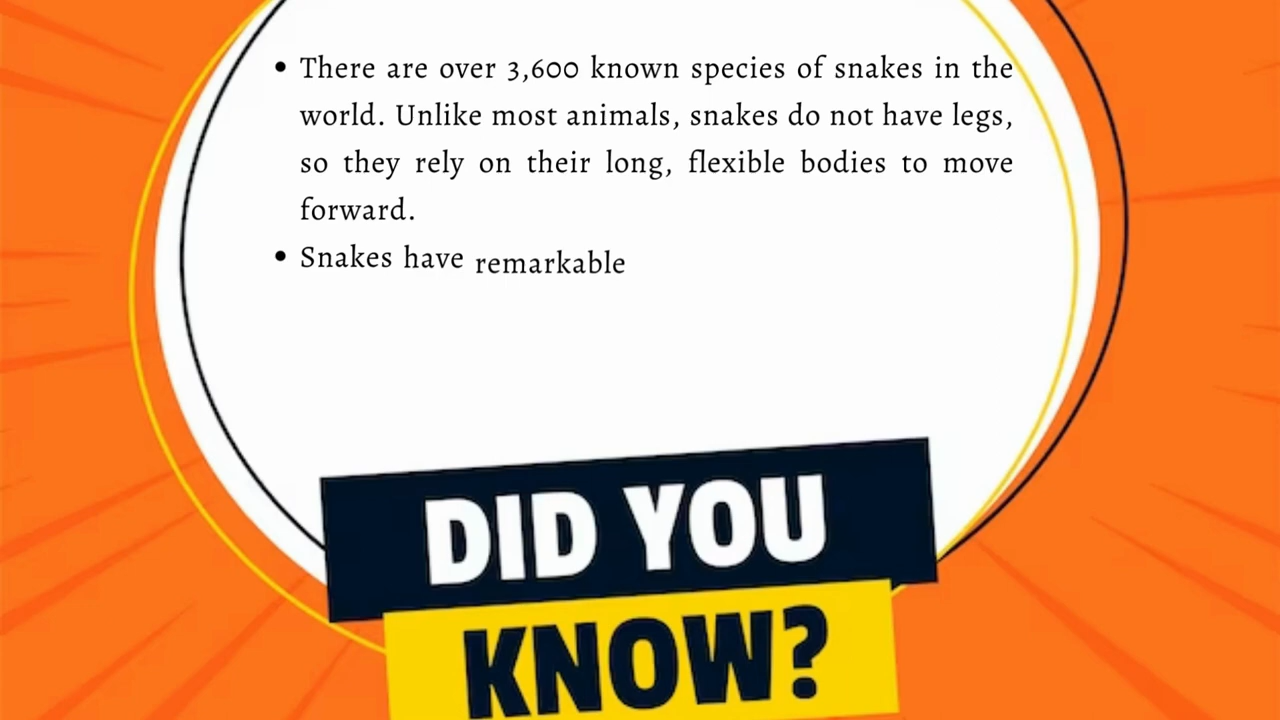 • There are over 3,600 known species of snakes in the
world. Unlike most animals, snakes do not have legs,
so they rely on their long, flexible bodies to move
forward.
• Snakes have remarkable
DID YOU
KNOW?